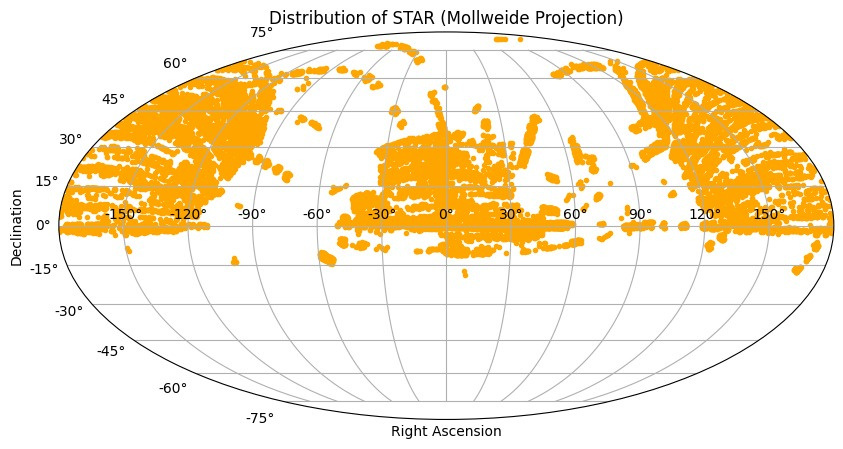 Distribution of STAR (Mollweide Projection)
75°
60°
45°
30°
15°
-150° -120° -90° -60° -30° 0° 30° 60° 90° 120° 150°
0°
-15°
-30°
-45°
-60°
-75°
Declination
Right Ascension